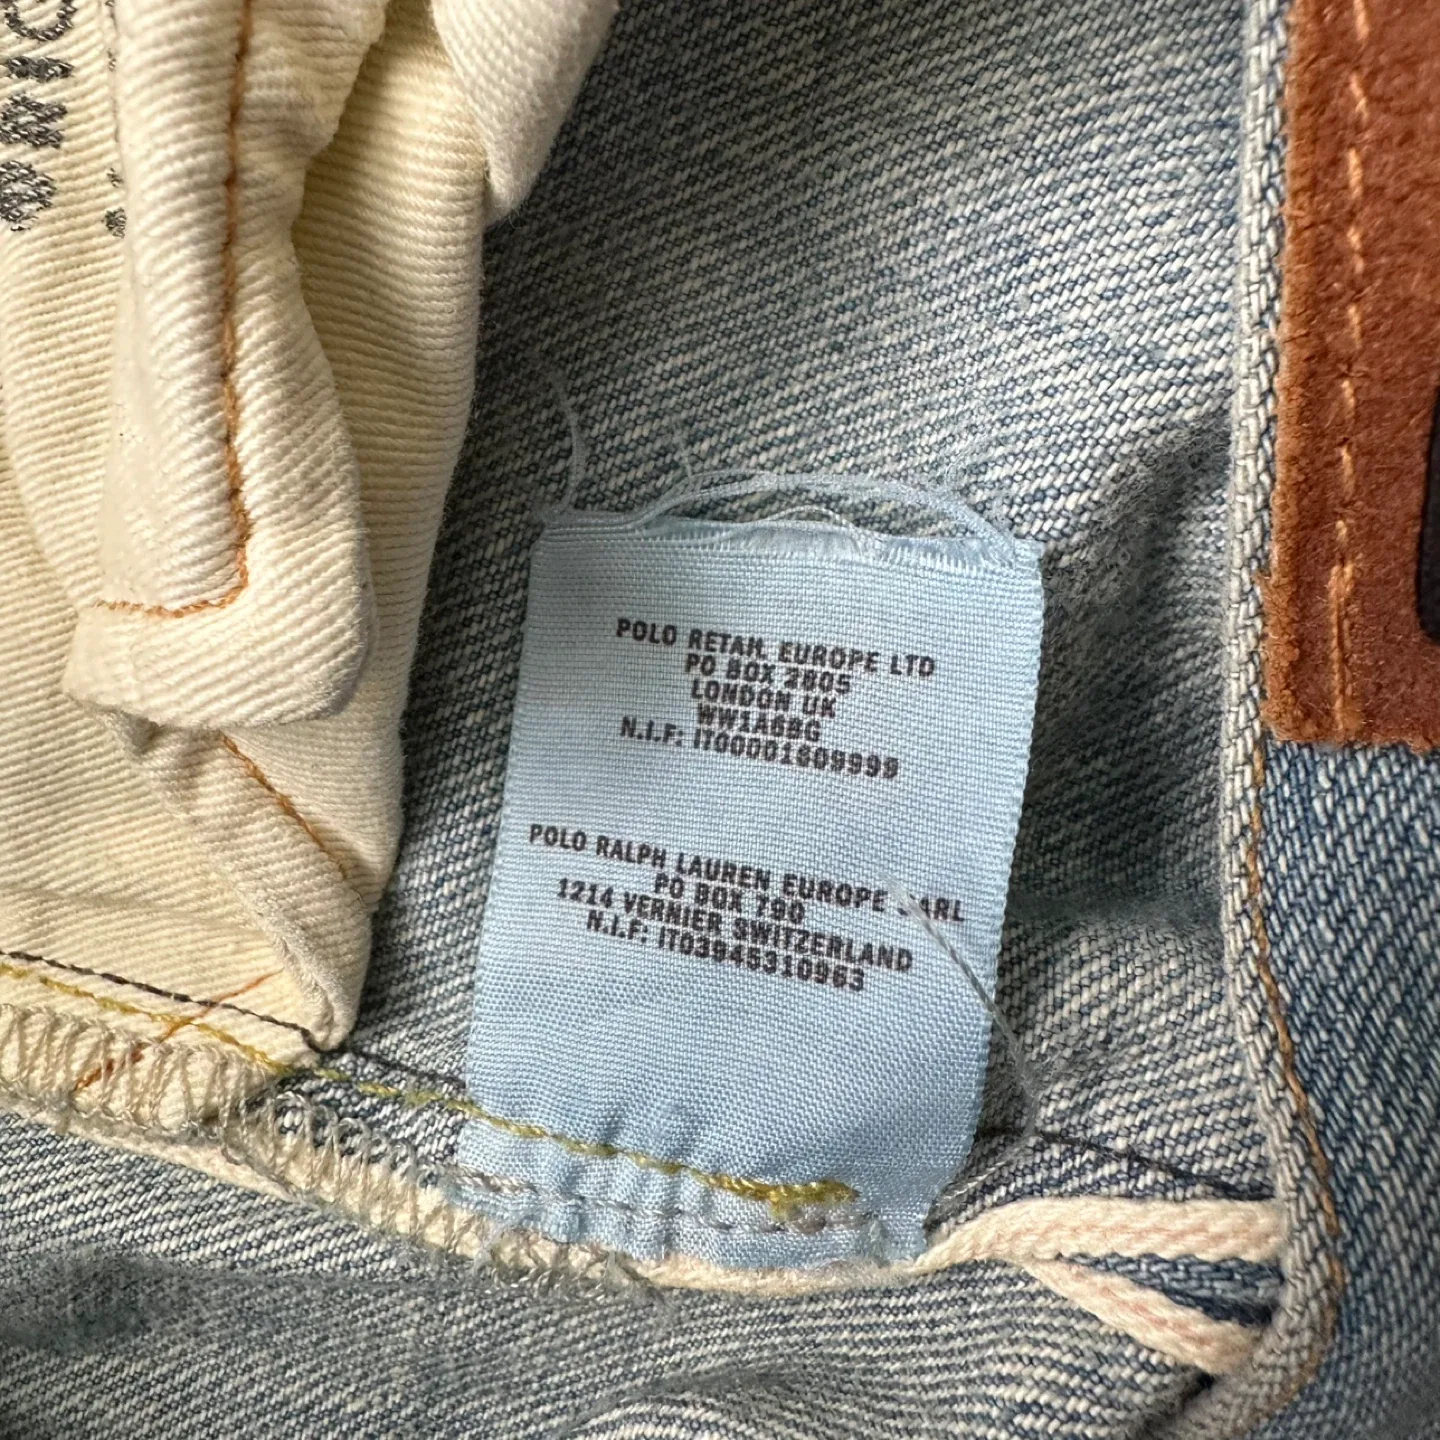 POLO RETAIL EUROPE LTD
PO BOX 2805
LONDON UK
WW1A6BG
N.I.F: IT00001809999
POLO RALPH LAUREN EUROPE SARL
PO BOX 790
1214 VERNIER SWITZERLAND
N.I.F: IT03945310963